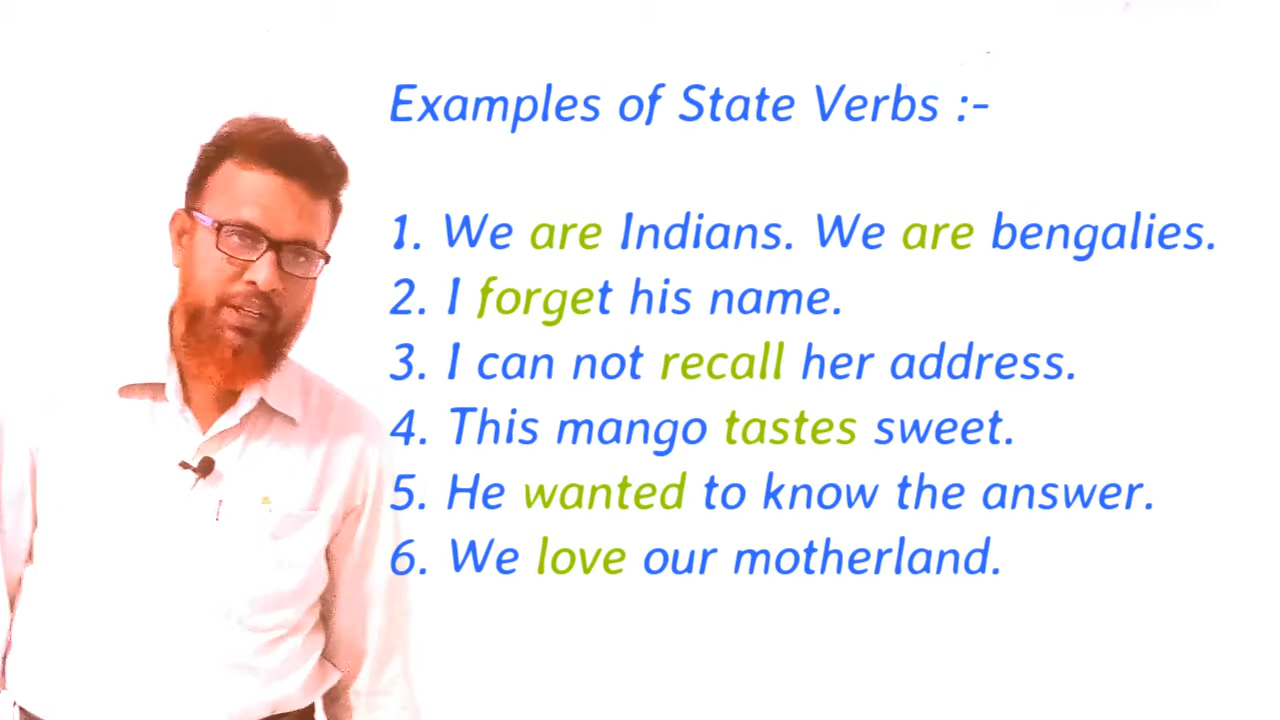 Examples of State Verbs :-
1. We are Indians. We are bengalies.
2. I forget his name.
3. I can not recall her address.
4. This mango tastes sweet.
5. He wanted to know the answer.
6. We love our motherland.